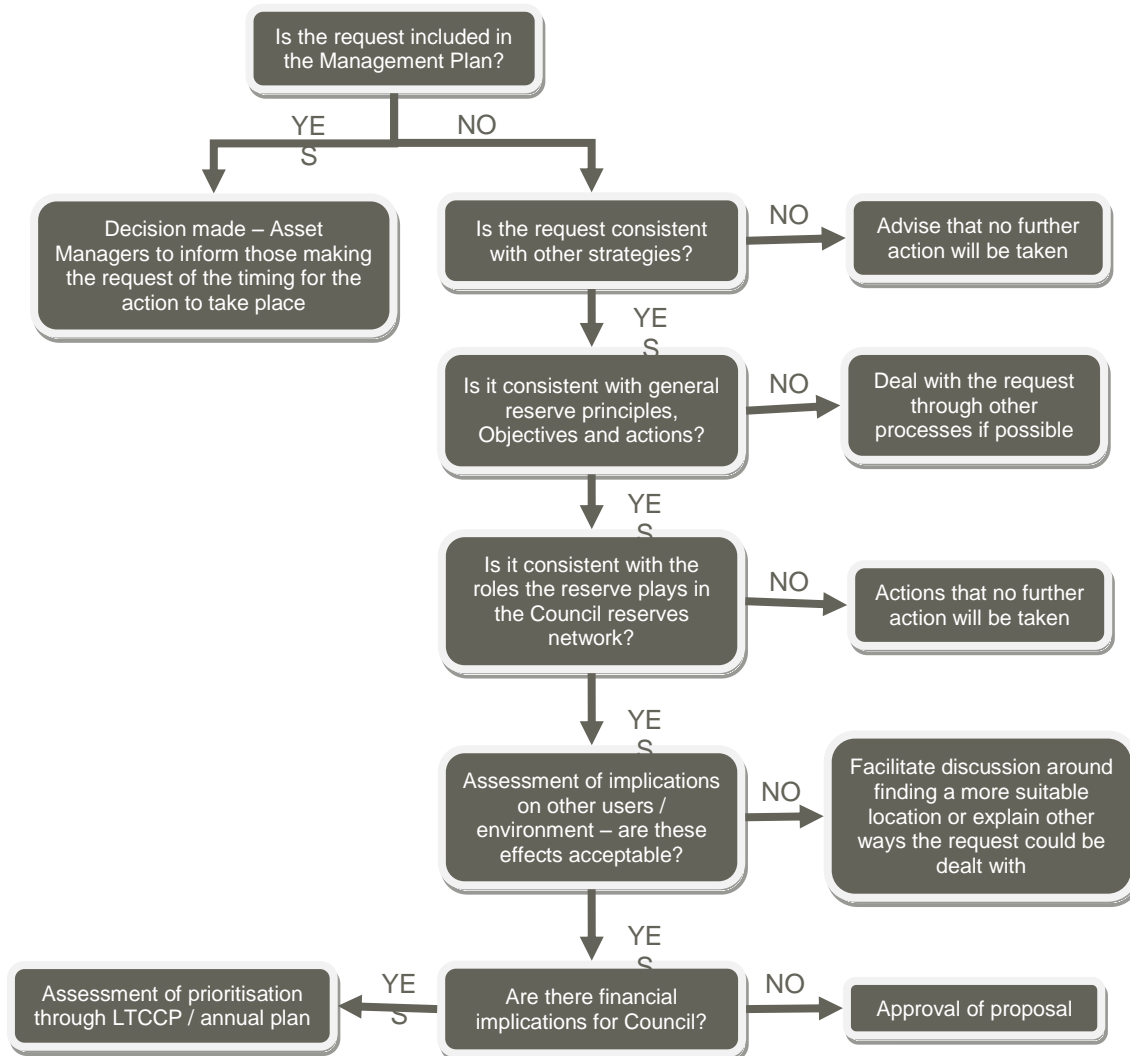 Is the request included in
the Management Plan?
YE
S
NO
Decision made – Asset
Managers to inform those making
the request of the timing for the
action to take place
Is the request consistent
with other strategies?
NO
Advise that no further
action will be taken
YE
S
Is it consistent with general
reserve principles,
Objectives and actions?
NO
Deal with the request
through other
processes if possible
YE
S
Is it consistent with the
roles the reserve plays in
the Council reserves
network?
NO
Actions that no further
action will be taken
YE
S
Assessment of implications
on other users /
environment – are these
effects acceptable?
NO
Facilitate discussion around
finding a more suitable
location or explain other
ways the request could be
dealt with
YE
S
Assessment of prioritisation
through LTCCP / annual plan
YE
S
Are there financial
implications for Council?
NO
Approval of proposal